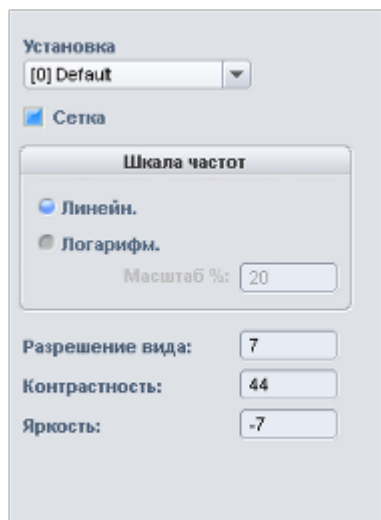 Установка
[0] Default
Сетка
Шкала частот
Линейн.
Логарифм.
Масштаб %: 20
Разрешение вида: 7
Контрастность: 44
Яркость: -7